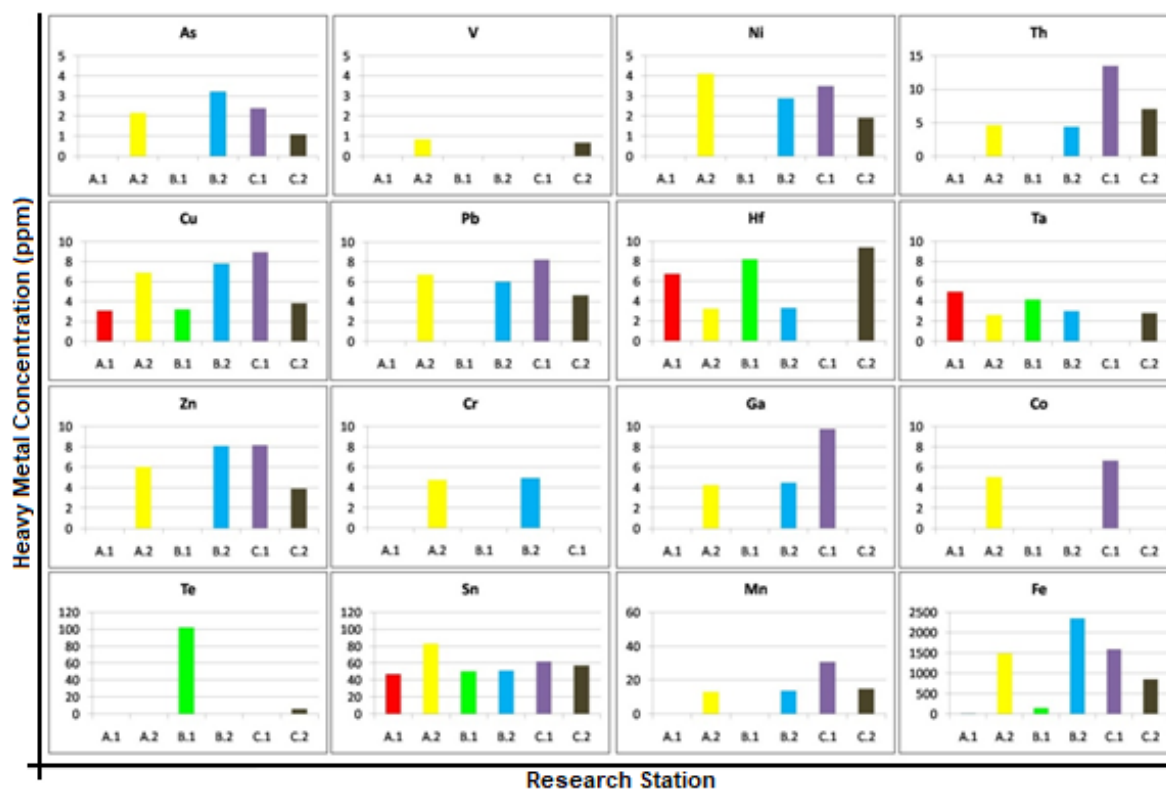 Heavy Metal Concentration (ppm)
As
5
4
3
2
1
0
A.1 A.2 B.1 B.2 C.1 C.2
V
5
4
3
2
1
0
A.1 A.2 B.1 B.2 C.1 C.2
Ni
5
4
3
2
1
0
A.1 A.2 B.1 B.2 C.1 C.2
Th
15
10
5
0
A.1 A.2 B.1 B.2 C.1 C.2
Cu
10
8
6
4
2
0
A.1 A.2 B.1 B.2 C.1 C.2
Pb
10
8
6
4
2
0
A.1 A.2 B.1 B.2 C.1 C.2
Hf
10
8
6
4
2
0
A.1 A.2 B.1 B.2 C.1 C.2
Ta
10
8
6
4
2
0
A.1 A.2 B.1 B.2 C.1 C.2
Zn
10
8
6
4
2
0
A.1 A.2 B.1 B.2 C.1 C.2
Cr
10
8
6
4
2
0
A.1 A.2 B.1 B.2 C.1
Ga
10
8
6
4
2
0
A.1 A.2 B.1 B.2 C.1 C.2
Co
10
8
6
4
2
0
A.1 A.2 B.1 B.2 C.1 C.2
Te
120
100
80
60
40
20
0
A.1 A.2 B.1 B.2 C.1 C.2
Sn
120
100
80
60
40
20
0
A.1 A.2 B.1 B.2 C.1 C.2
Mn
60
40
20
0
A.1 A.2 B.1 B.2 C.1 C.2
Fe
2500
2000
1500
1000
500
0
A.1 A.2 B.1 B.2 C.1 C.2
Research Station